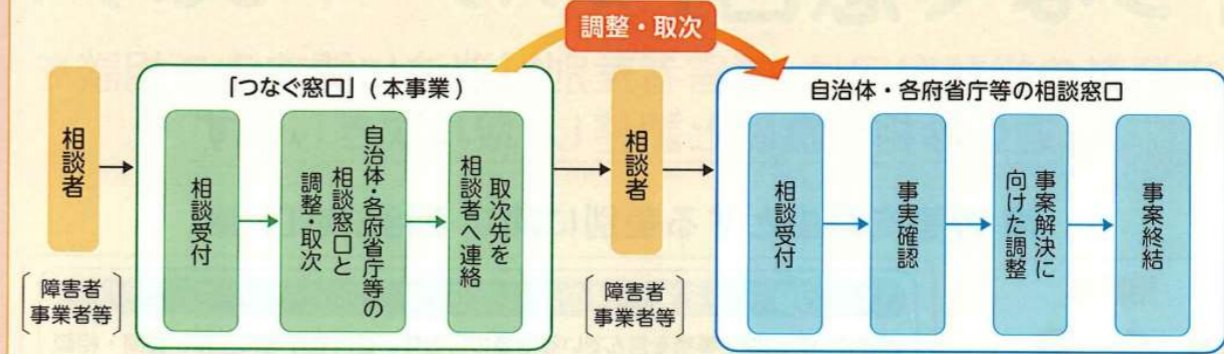 調整・取次
「つなぐ窓口」(本事業)
自治体・各府省庁等の相談窓口
相談者
〔障害者
事業者等〕
相談受付
自治体・各府省庁等の
相談窓口と
調整・取次
取次先を
相談者へ連絡
相談者
〔障害者
事業者等〕
相談受付
事実確認
事案解決に
向けた調整
事案終結